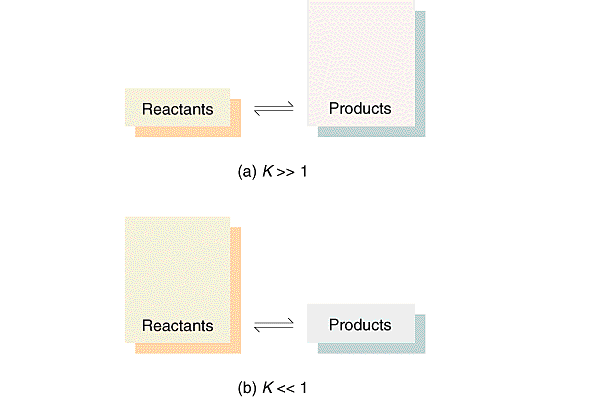 Reactants ⇌ Products
(a) K >> 1
Reactants ⇌ Products
(b) K << 1